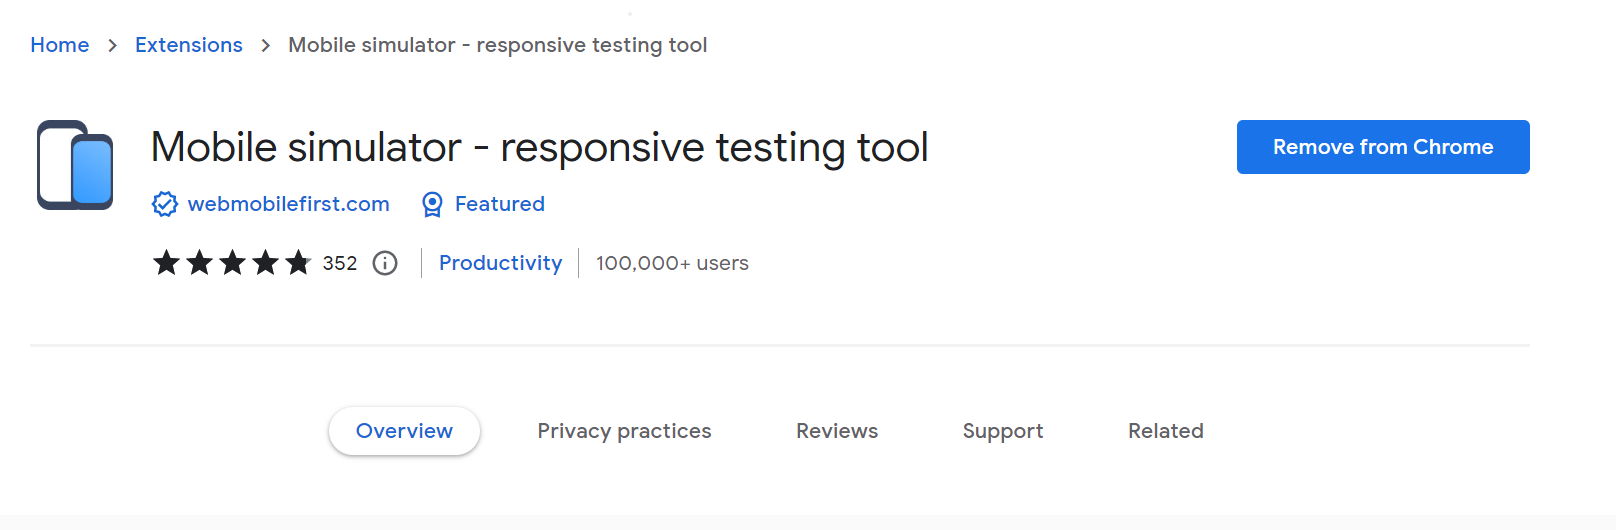 Home > Extensions > Mobile simulator - responsive testing tool
Mobile simulator - responsive testing tool
Remove from Chrome
webmobilefirst.com Featured
352 Productivity 100,000+ users
Overview Privacy practices Reviews Support Related